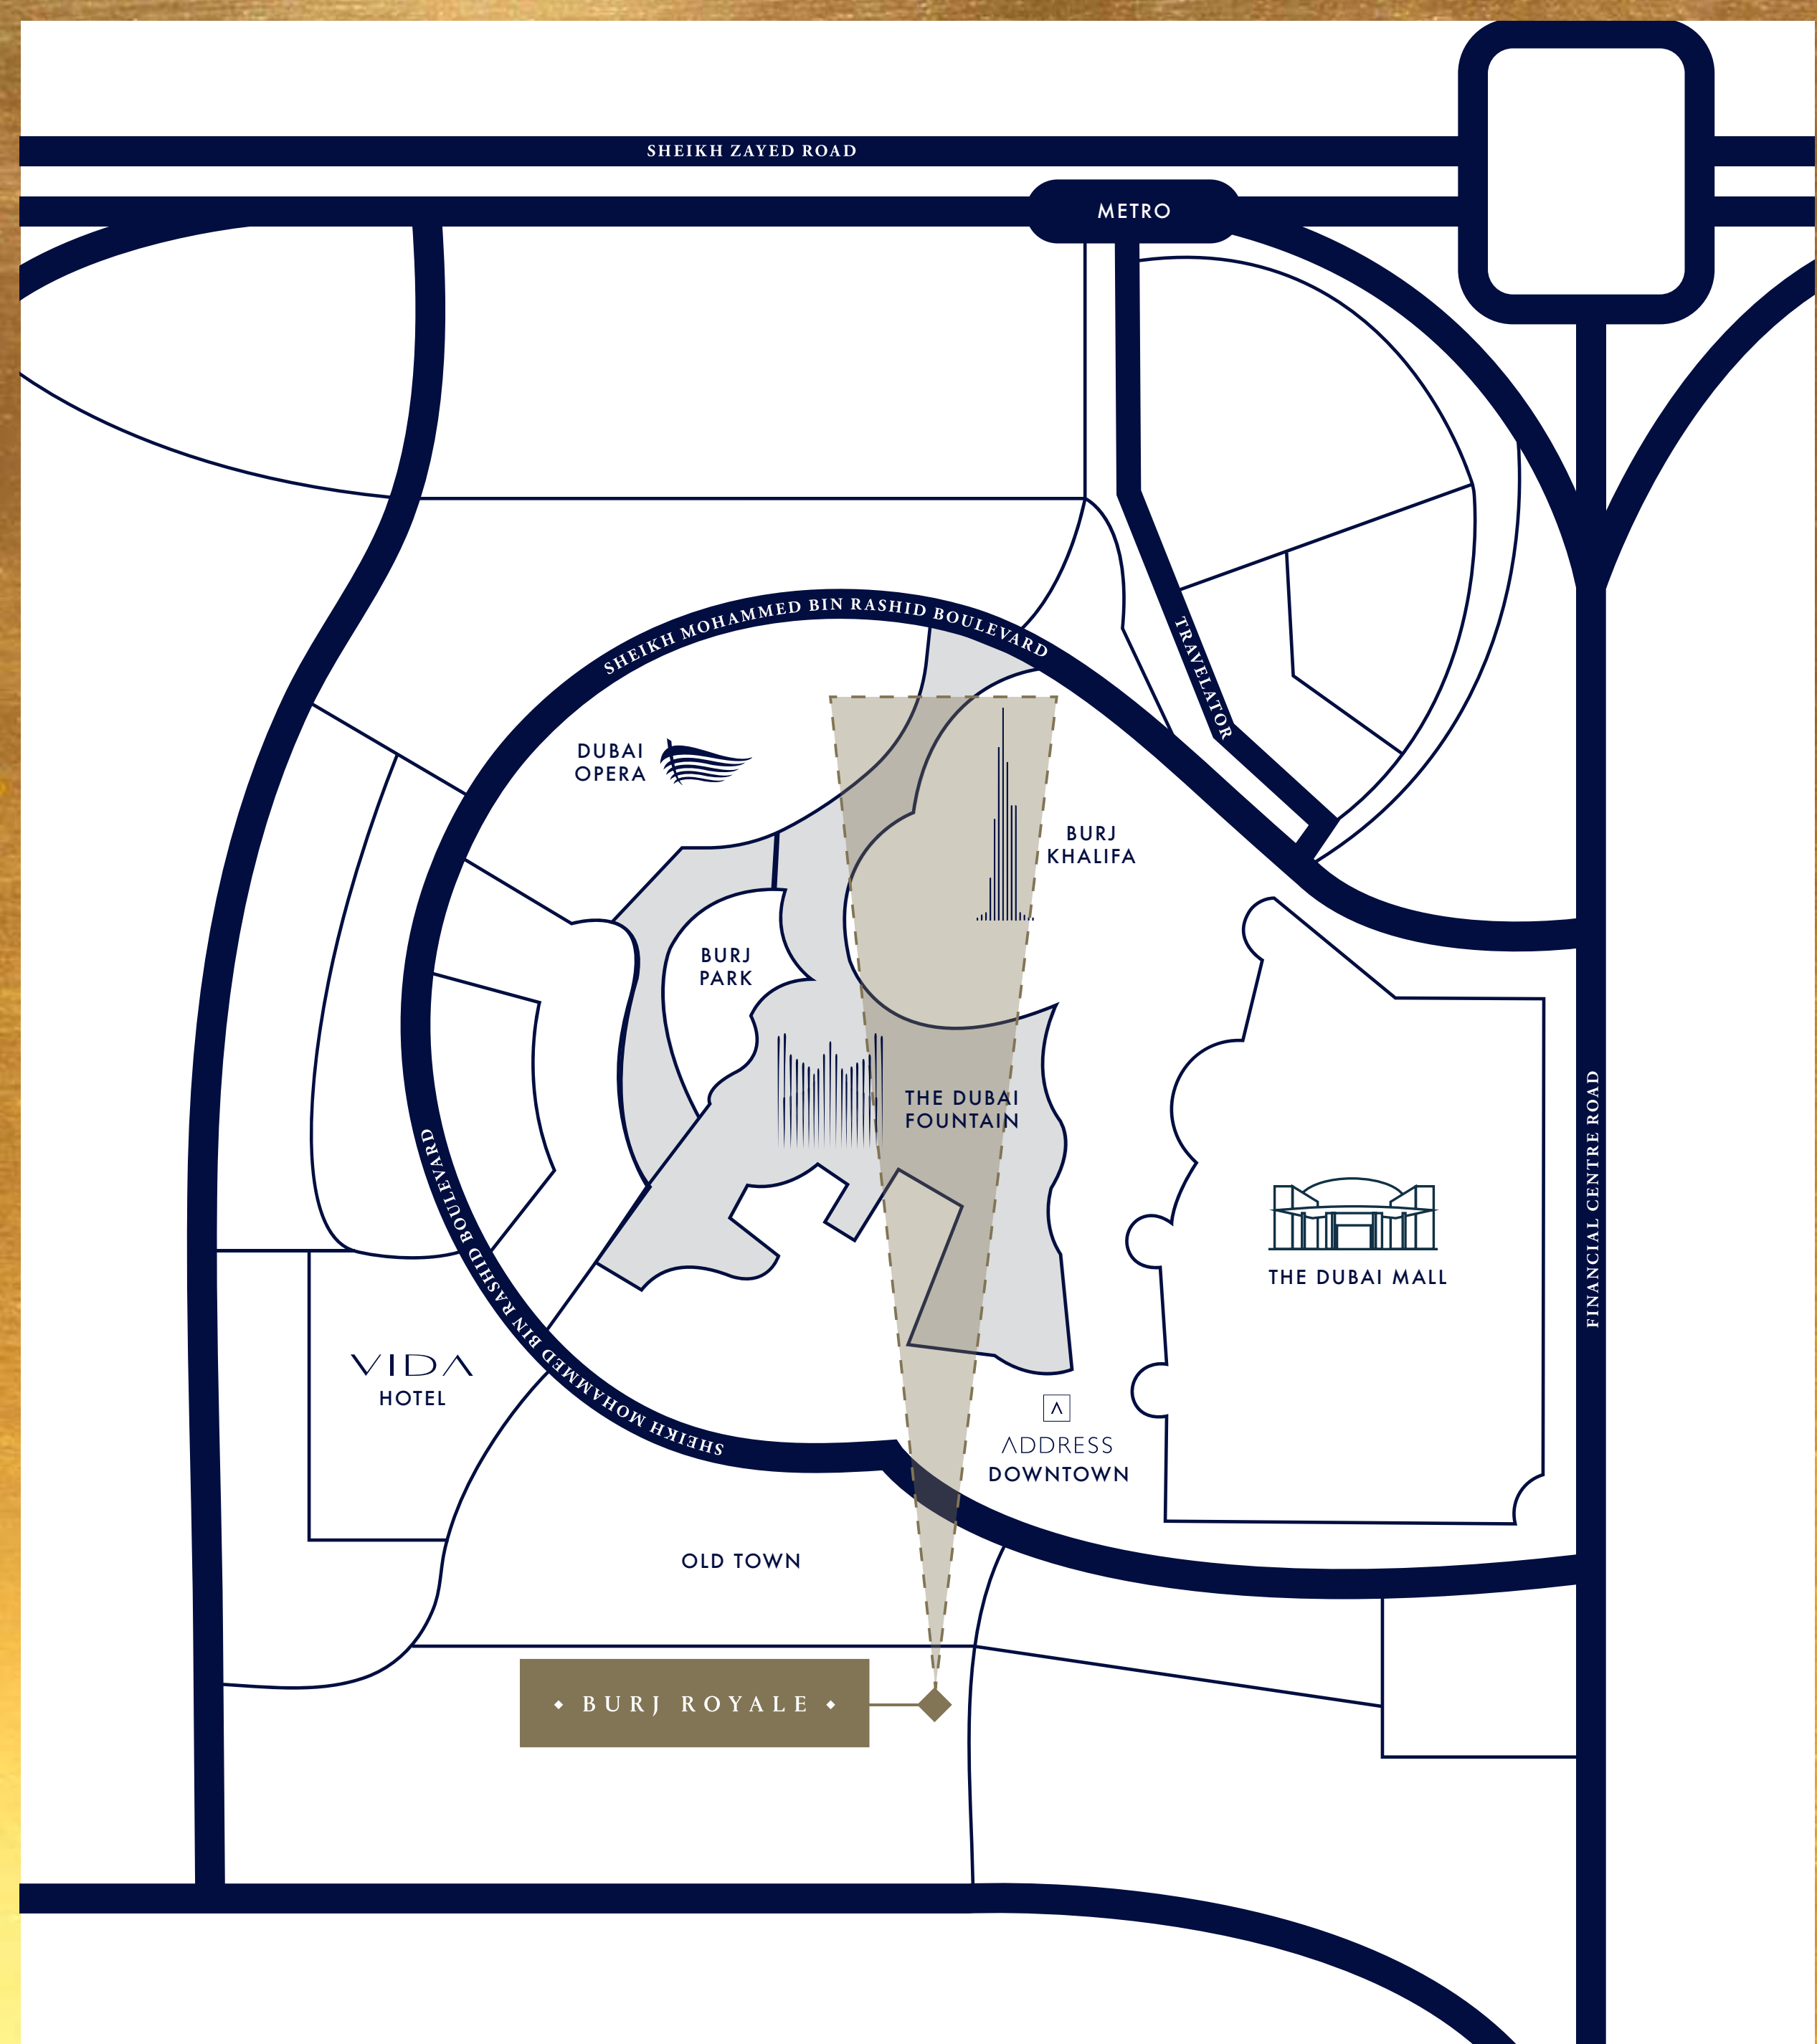 SHEIKH ZAYED ROAD
METRO
SHEIKH MOHAMMED BIN RASHID BOULEVARD
TRAVELATOR
DUBAI
OPERA
BURJ
KHALIFA
BURJ
PARK
THE DUBAI
FOUNTAIN
FINANCIAL CENTRE ROAD
SHEIKH MOHAMMED BIN RASHID BOULEVARD
THE DUBAI MALL
VIDA
HOTEL
ADDRESS
DOWNTOWN
OLD TOWN
BURJ ROYALE